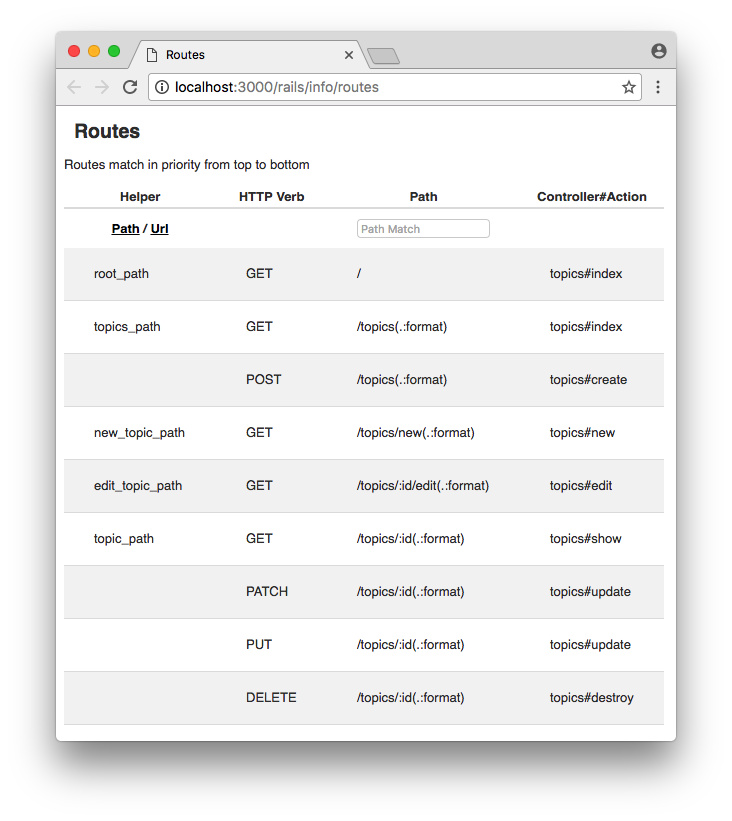 Routes
localhost:3000/rails/info/routes
Routes
Routes match in priority from top to bottom
Helper HTTP Verb Path Controller#Action
Path / Url Path Match
root_path GET / topics#index
topics_path GET /topics(.:format) topics#index
POST /topics(.:format) topics#create
new_topic_path GET /topics/new(.:format) topics#new
edit_topic_path GET /topics/:id/edit(.:format) topics#edit
topic_path GET /topics/:id(.:format) topics#show
PATCH /topics/:id(.:format) topics#update
PUT /topics/:id(.:format) topics#update
DELETE /topics/:id(.:format) topics#destroy